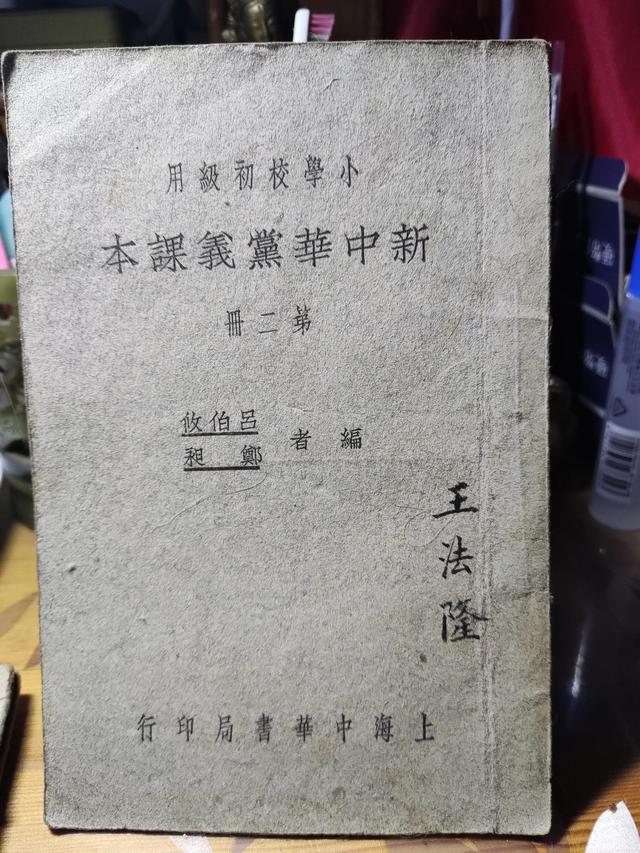 小學校初級用
新中華黨義課本
第二冊
編者 呂伯攸
鄭昶
王法隆
上海中華書局印行